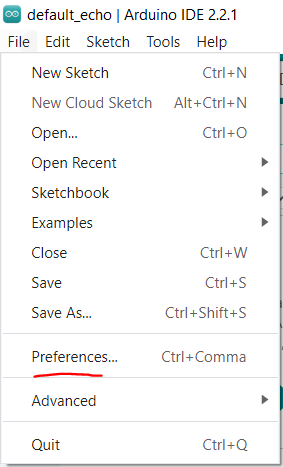 default_echo | Arduino IDE 2.2.1
File Edit Sketch Tools Help
New Sketch Ctrl+N
New Cloud Sketch Alt+Ctrl+N
Open... Ctrl+O
Open Recent
Sketchbook
Examples
Close Ctrl+W
Save Ctrl+S
Save As... Ctrl+Shift+S
Preferences... Ctrl+Comma
Advanced
Quit Ctrl+Q